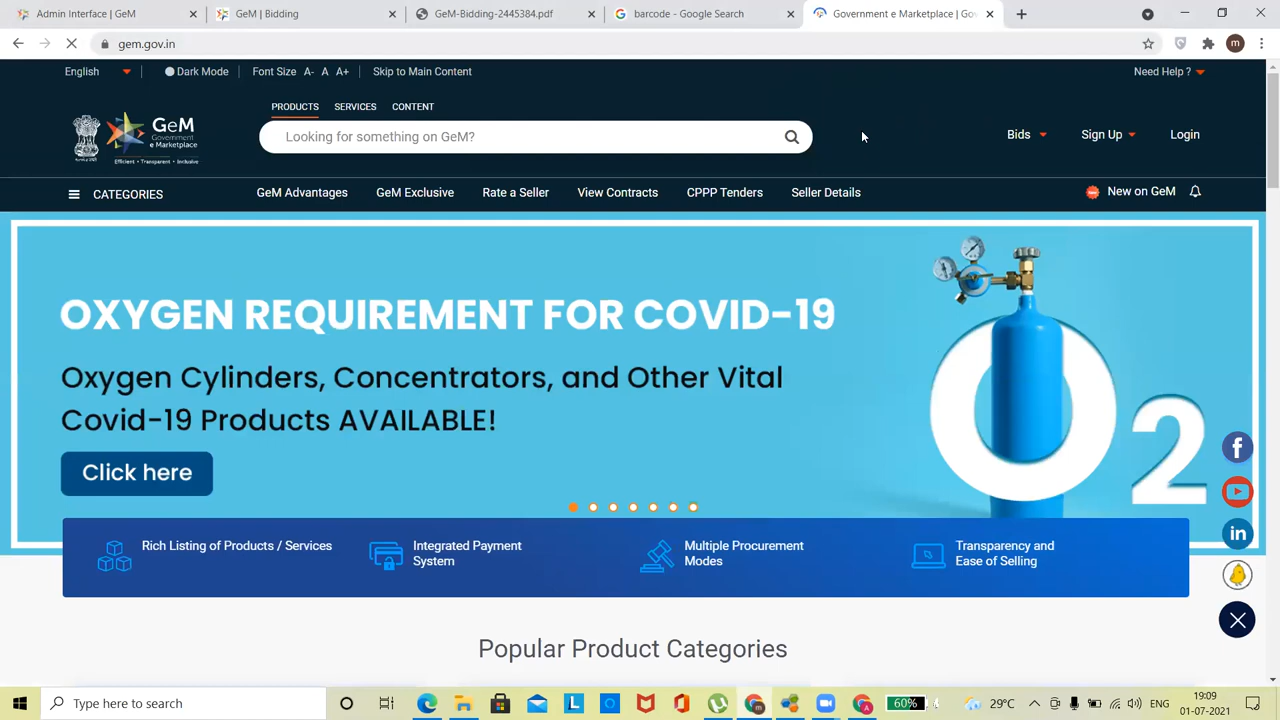 Admin Interface | GeM
GeM | Bidding
GeM-Bidding-2445384.pdf
barcode - Google Search
Government e Marketplace | Gov
gem.gov.in
m
English
Dark Mode
Font Size A- A A+
Skip to Main Content
Need Help ?
PRODUCTS SERVICES CONTENT
GeM
Government
e Marketplace
Efficient • Transparent • Inclusive
Looking for something on GeM?
Bids
Sign Up
Login
CATEGORIES
GeM Advantages
GeM Exclusive
Rate a Seller
View Contracts
CPPP Tenders
Seller Details
New on GeM
OXYGEN REQUIREMENT FOR COVID-19
Oxygen Cylinders, Concentrators, and Other Vital
Covid-19 Products AVAILABLE!
Click here
O2
Rich Listing of Products / Services
Integrated Payment
System
Multiple Procurement
Modes
Transparency and
Ease of Selling
Popular Product Categories
Type here to search
60%
29°C
ENG
19:09
01-07-2021